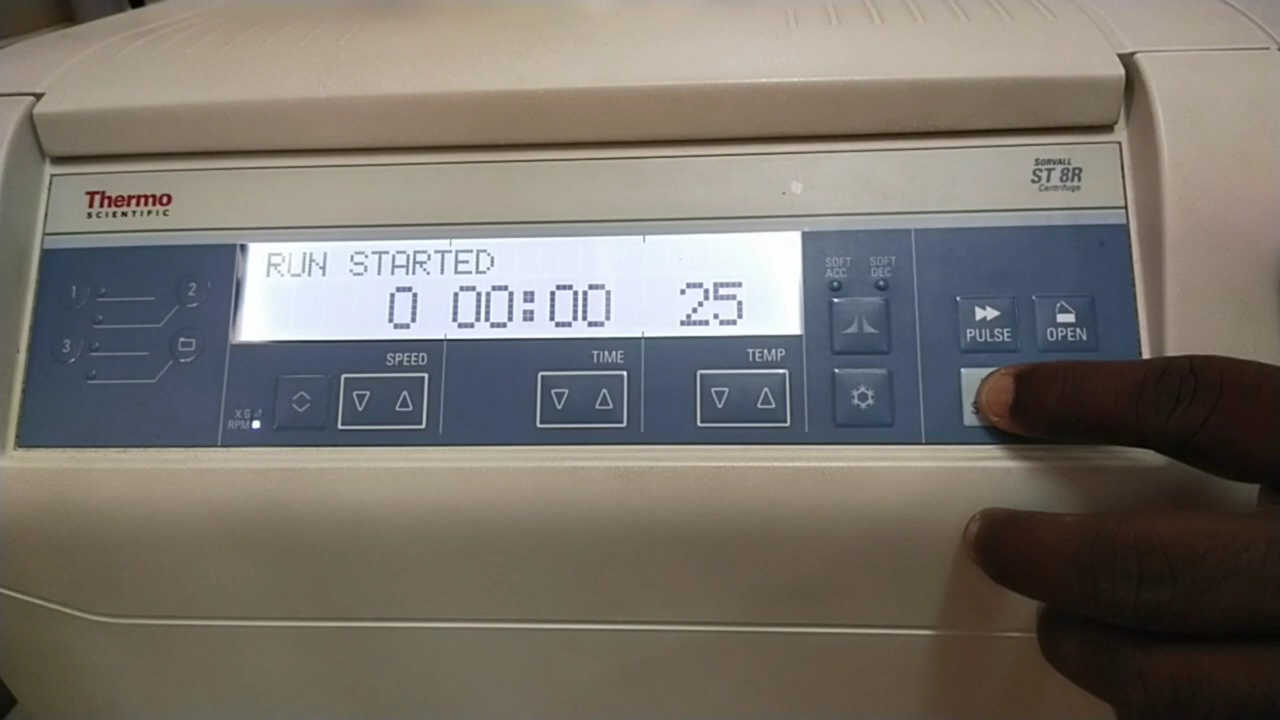 Thermo
SCIENTIFIC
SORVALL
ST 8R
Centrifuge
RUN STARTED
0 00:00 25
SPEED
TIME
TEMP
1
2
3
X G
RPM
SOFT ACC
SOFT DEC
PULSE
OPEN